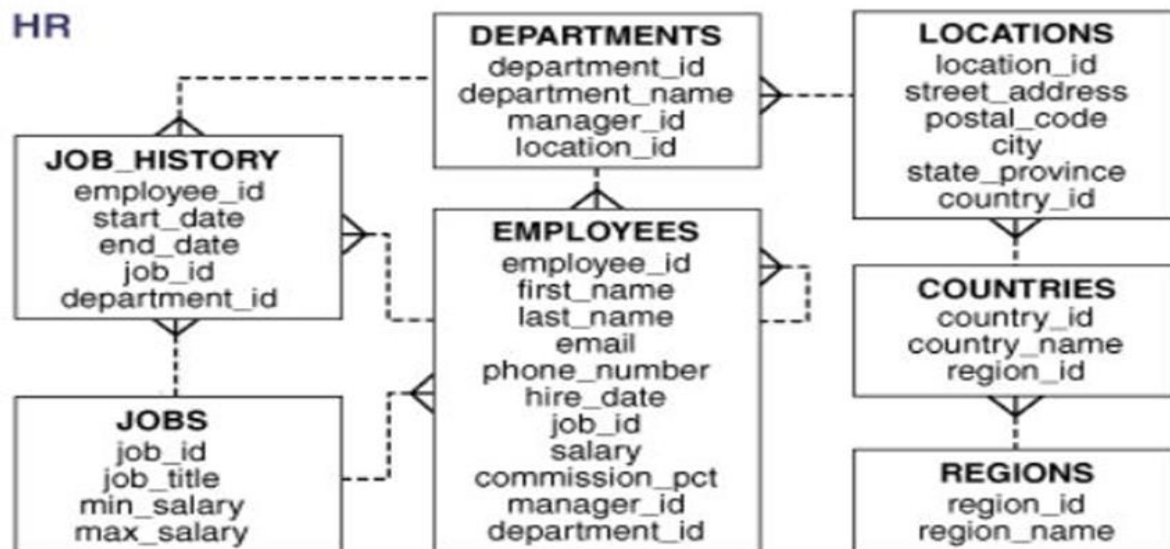 HR
DEPARTMENTS
department_id
department_name
manager_id
location_id
LOCATIONS
location_id
street_address
postal_code
city
state_province
country_id
JOB_HISTORY
employee_id
start_date
end_date
job_id
department_id
EMPLOYEES
employee_id
first_name
last_name
email
phone_number
hire_date
job_id
salary
commission_pct
manager_id
department_id
COUNTRIES
country_id
country_name
region_id
JOBS
job_id
job_title
min_salary
max_salary
REGIONS
region_id
region_name